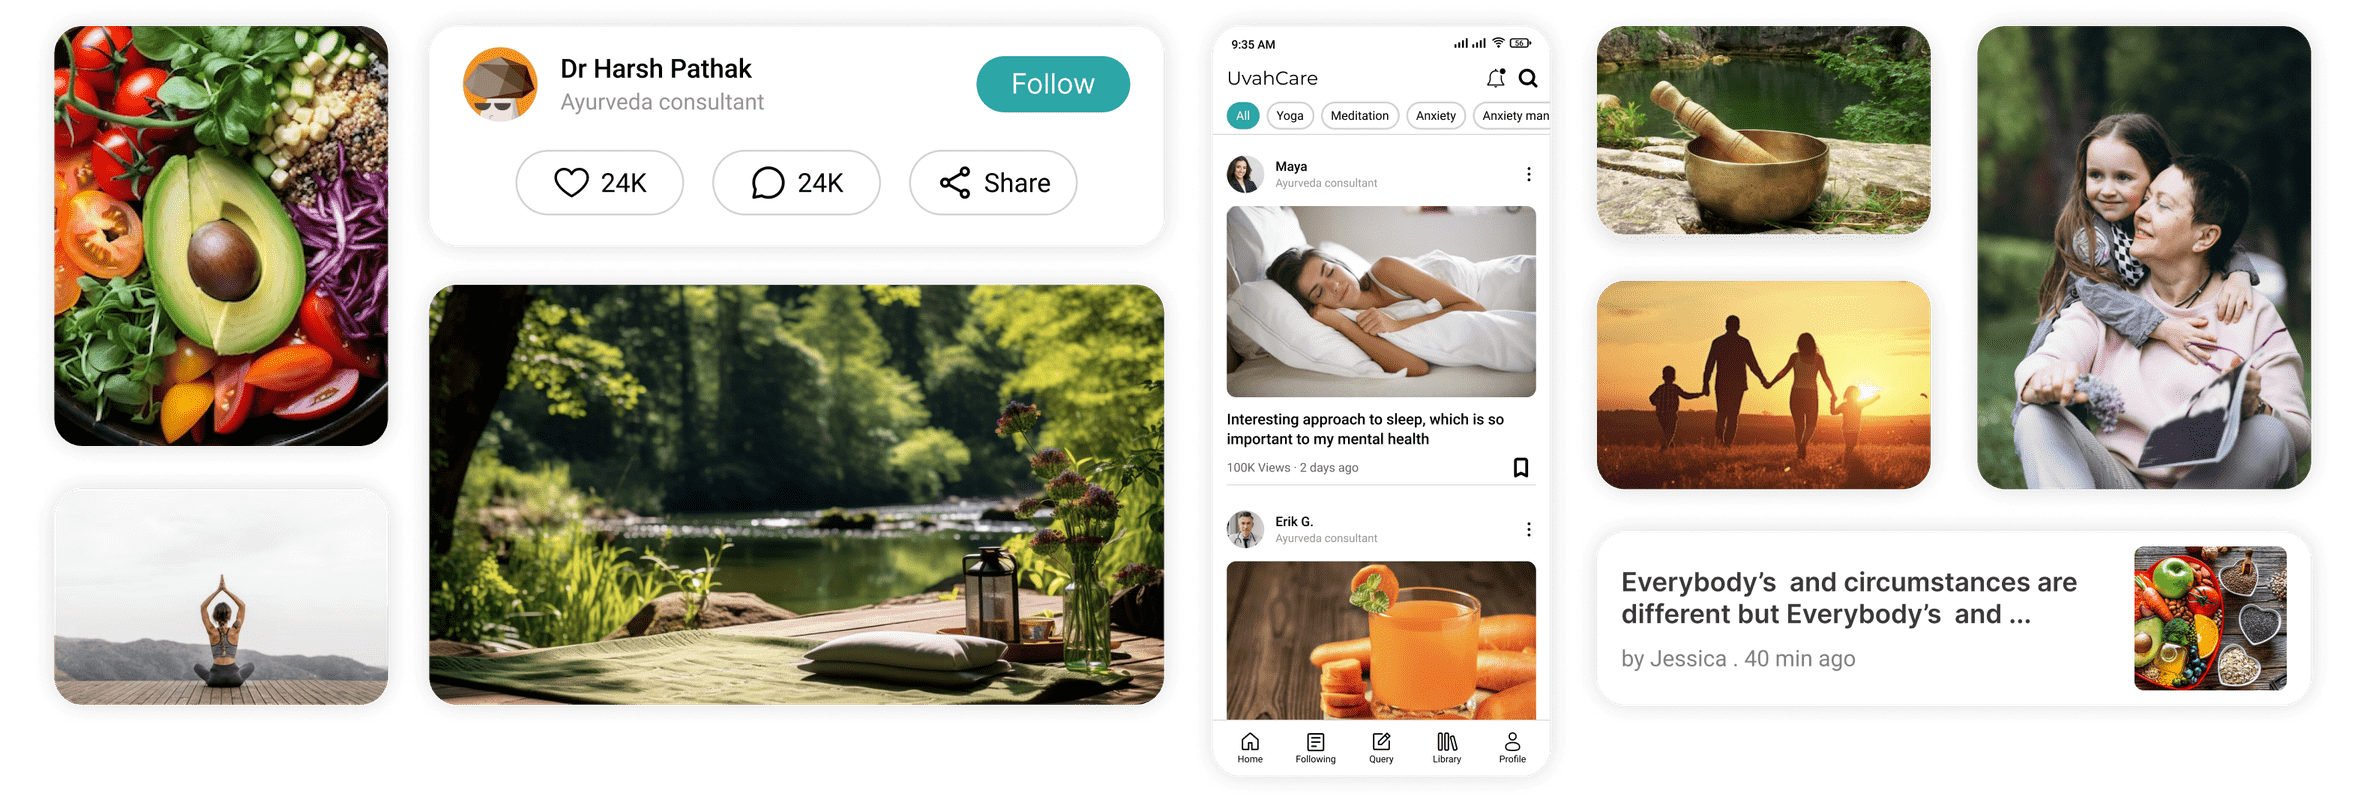 Dr Harsh Pathak
Ayurveda consultant
Follow
24K
24K
Share
9:35 AM
56
UvahCare
All
Yoga
Meditation
Anxiety
Anxiety man
Maya
Ayurveda consultant
Interesting approach to sleep, which is so
important to my mental health
100K Views · 2 days ago
Erik G.
Ayurveda consultant
Home
Following
Query
Library
Profile
Everybody’s and circumstances are
different but Everybody’s and ...
by Jessica . 40 min ago